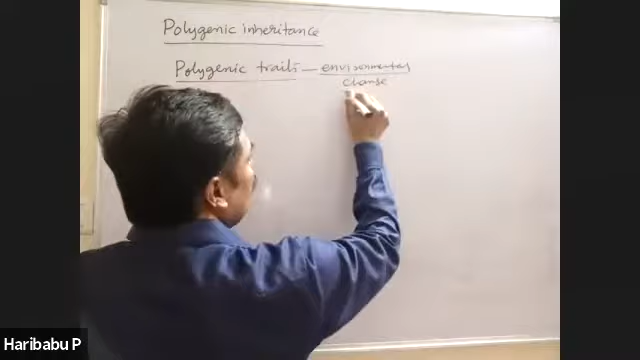 Polygenic inheritance
Polygenic traits — environmental
change
Haribabu P